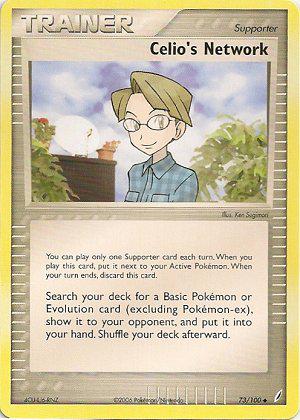 TRAINER
Supporter
Celio's Network
Illus. Ken Sugimori
You can play only one Supporter card each turn. When you
play this card, put it next to your Active Pokémon. When
your turn ends, discard this card.
Search your deck for a Basic Pokémon or
Evolution card (excluding Pokémon-ex),
show it to your opponent, and put it into
your hand. Shuffle your deck afterward.
©2006 Pokémon/Nintendo
73/100